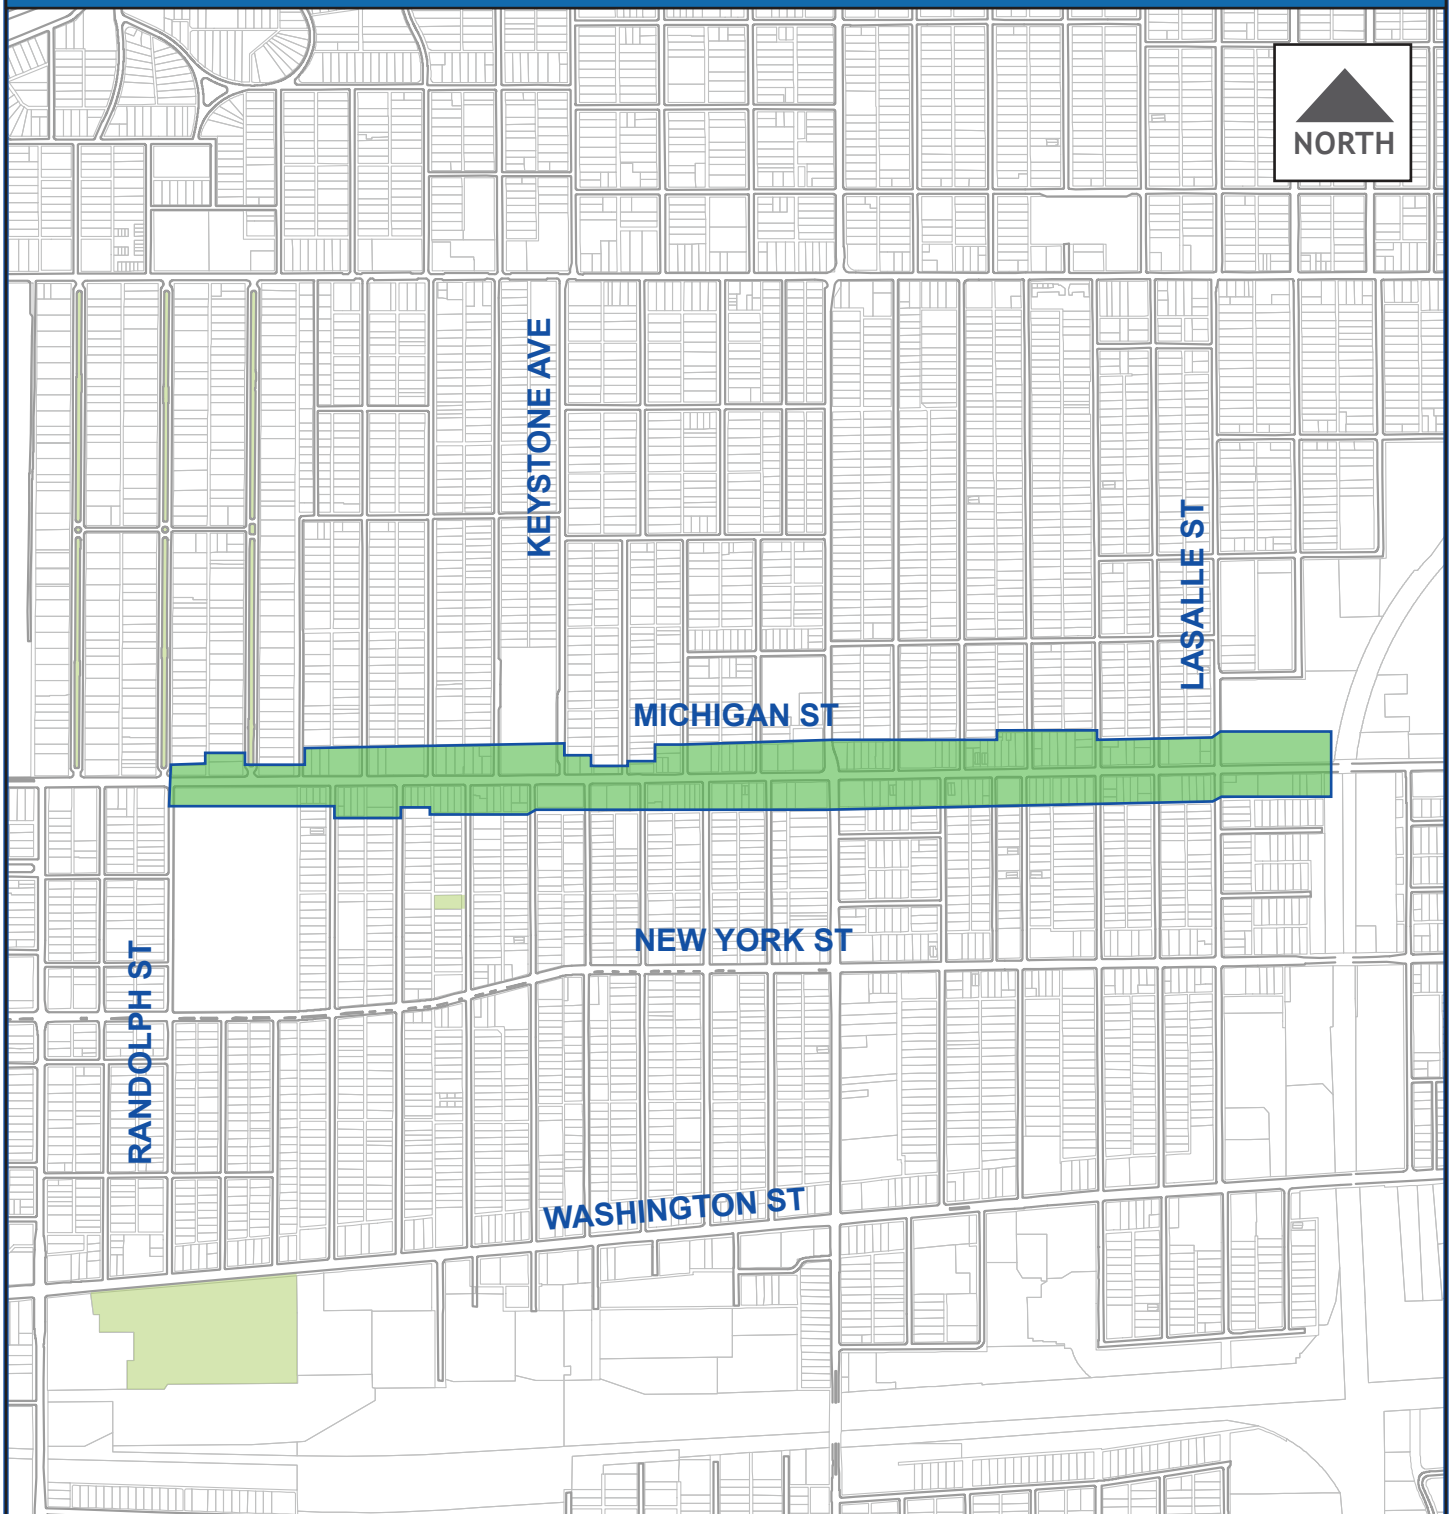 NORTH
KEYSTONE AVE
LASALLE ST
MICHIGAN ST
NEW YORK ST
RANDOLPH ST
WASHINGTON ST